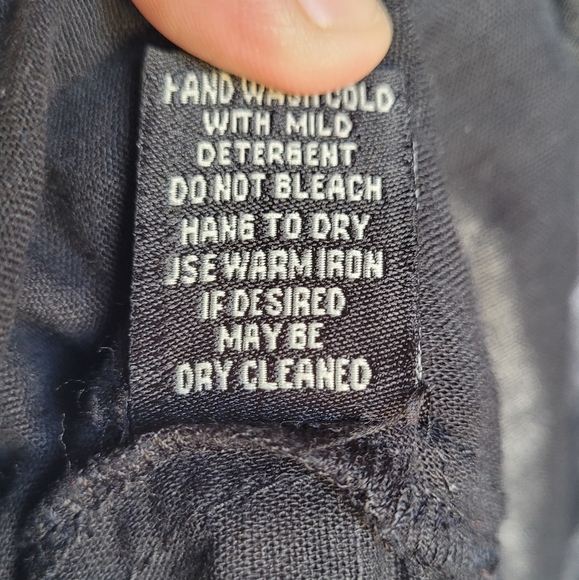 HAND WASH COLD
WITH MILD
DETERGENT
DO NOT BLEACH
HANG TO DRY
USE WARM IRON
IF DESIRED
MAY BE
DRY CLEANED